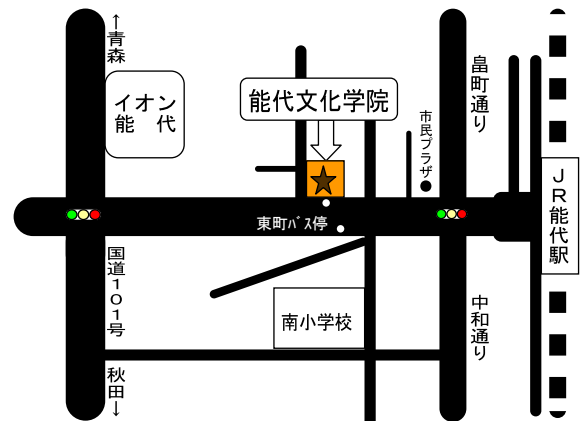 ↑青森
イオン
能　代
能代文化学院
市民プラザ
畠町通り
JR能代駅
東町ﾊﾞｽ停
国道101号
南小学校
中和通り
秋田↓